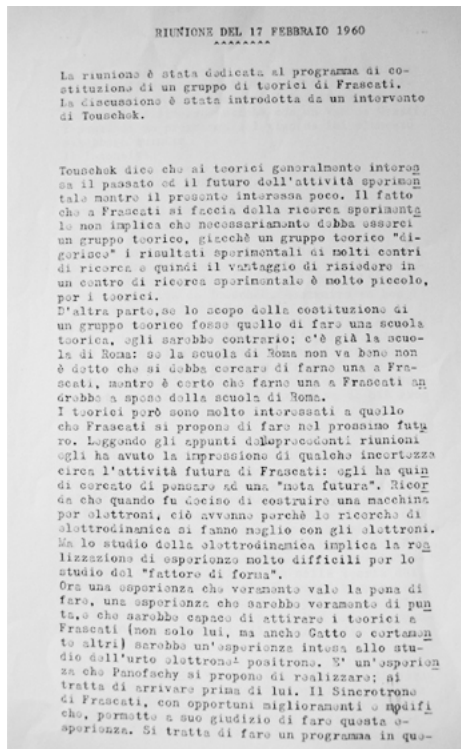 RIUNIONE DEL 17 FEBBRAIO 1960
^^^^^^^^
La riunione è stata dedicata al programma di co-
stituzione di un gruppo di teorici di Frascati.
La discussione è stata introdotta da un intervento
di Touschek.
Touschek dice che ai teorici generalmente interes
sa il passato ed il futuro dell'attività sperimen
tale mentre il presente interessa poco. Il fatto
che a Frascati si faccia della ricerca sperimenta
le non implica che necessariamente debba esserci
un gruppo teorico, giacchè un gruppo teorico "di-
gerisce" i risultati sperimentali di molti centri
di ricerca e quindi il vantaggio di risiedere in
un centro di ricerca sperimentale è molto piccolo,
per i teorici.
D'altra parte,se lo scopo della costituzione di
un gruppo teorico fosse quello di fare una scuola
teorica, egli sarebbe contrario; c'è già la scuo-
la di Roma: se la scuola di Roma non va bene non
è detto che si debba cercare di farne una a Fra-
scati, mentre è certo che farne una a Frascati an
drebbe a spese della scuola di Roma.
I teorici però sono molto interessati a quello
che Frascati si propone di fare nel prossimo futu
ro. Leggendo gli appunti delleprecedenti riunioni
egli ha avuto la impressione di qualche incertezza
circa l'attività futura di Frascati: egli ha quin
di cercato di pensare ad una "meta futura". Ricor
da che quando fu deciso di costruire una macchina
per elettroni, ciò avvenne perchè le ricerche di
elettrodinamica si fanno meglio con gli elettroni.
Ma lo studio della elettrodinamica implica la rea
lizzazione di esperienze molto difficili per lo
studio del "fattore di forma".
Ora una esperienza che veramente vale la pena di
fare, una esperienza che sarebbe veramente di pun
ta,e che sarebbe capace di attirare i teorici a
Frascati (non solo lui, ma anche Gatto e certamen
te altri) sarebbe un'esperienza intesa allo stu-
dio dell'urto elettrone- positrone. E' un'esperien
za che Panofschy si propone di realizzare; si
tratta di arrivare prima di lui. Il Sincrotrone
di Frascati, con opportuni miglioramenti e modifi
che, permette a suo giudizio di fare questa e-
sperienza. Si tratta di fare un programma in que-